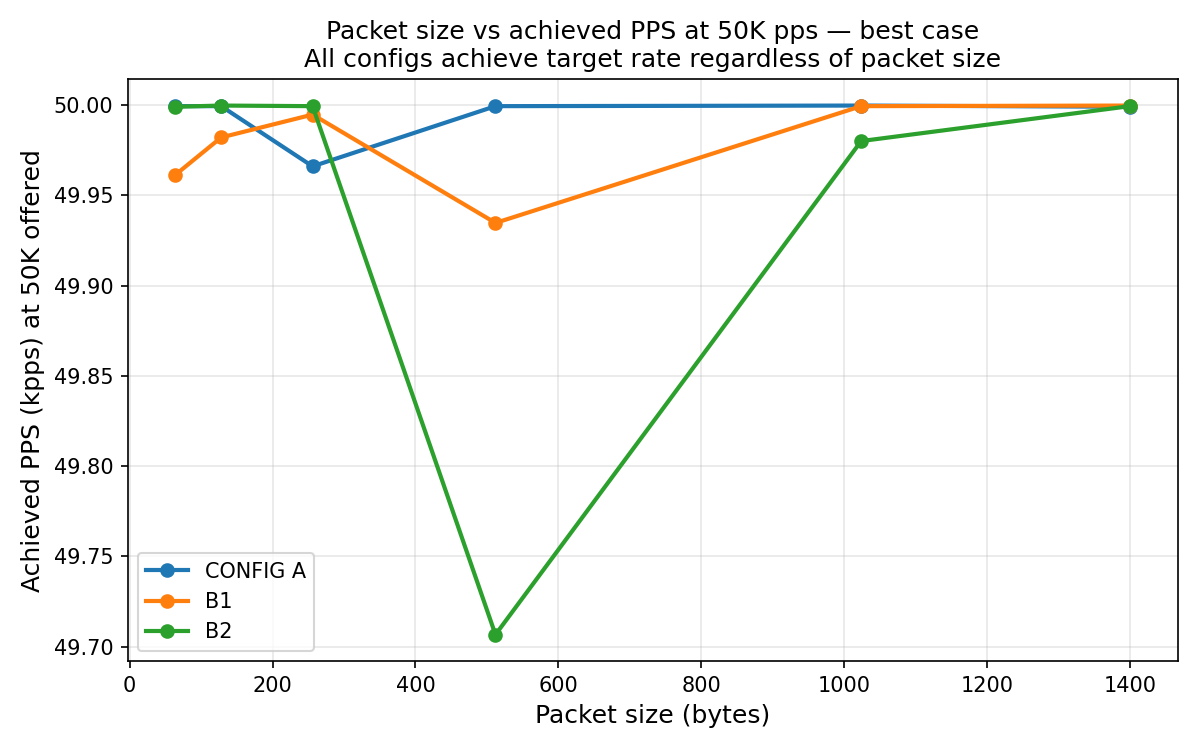 Packet size vs achieved PPS at 50K pps — best case
All configs achieve target rate regardless of packet size
Achieved PPS (kpps) at 50K offered
50.00
49.95
49.90
49.85
49.80
49.75
49.70
CONFIG A
B1
B2
0 200 400 600 800 1000 1200 1400
Packet size (bytes)